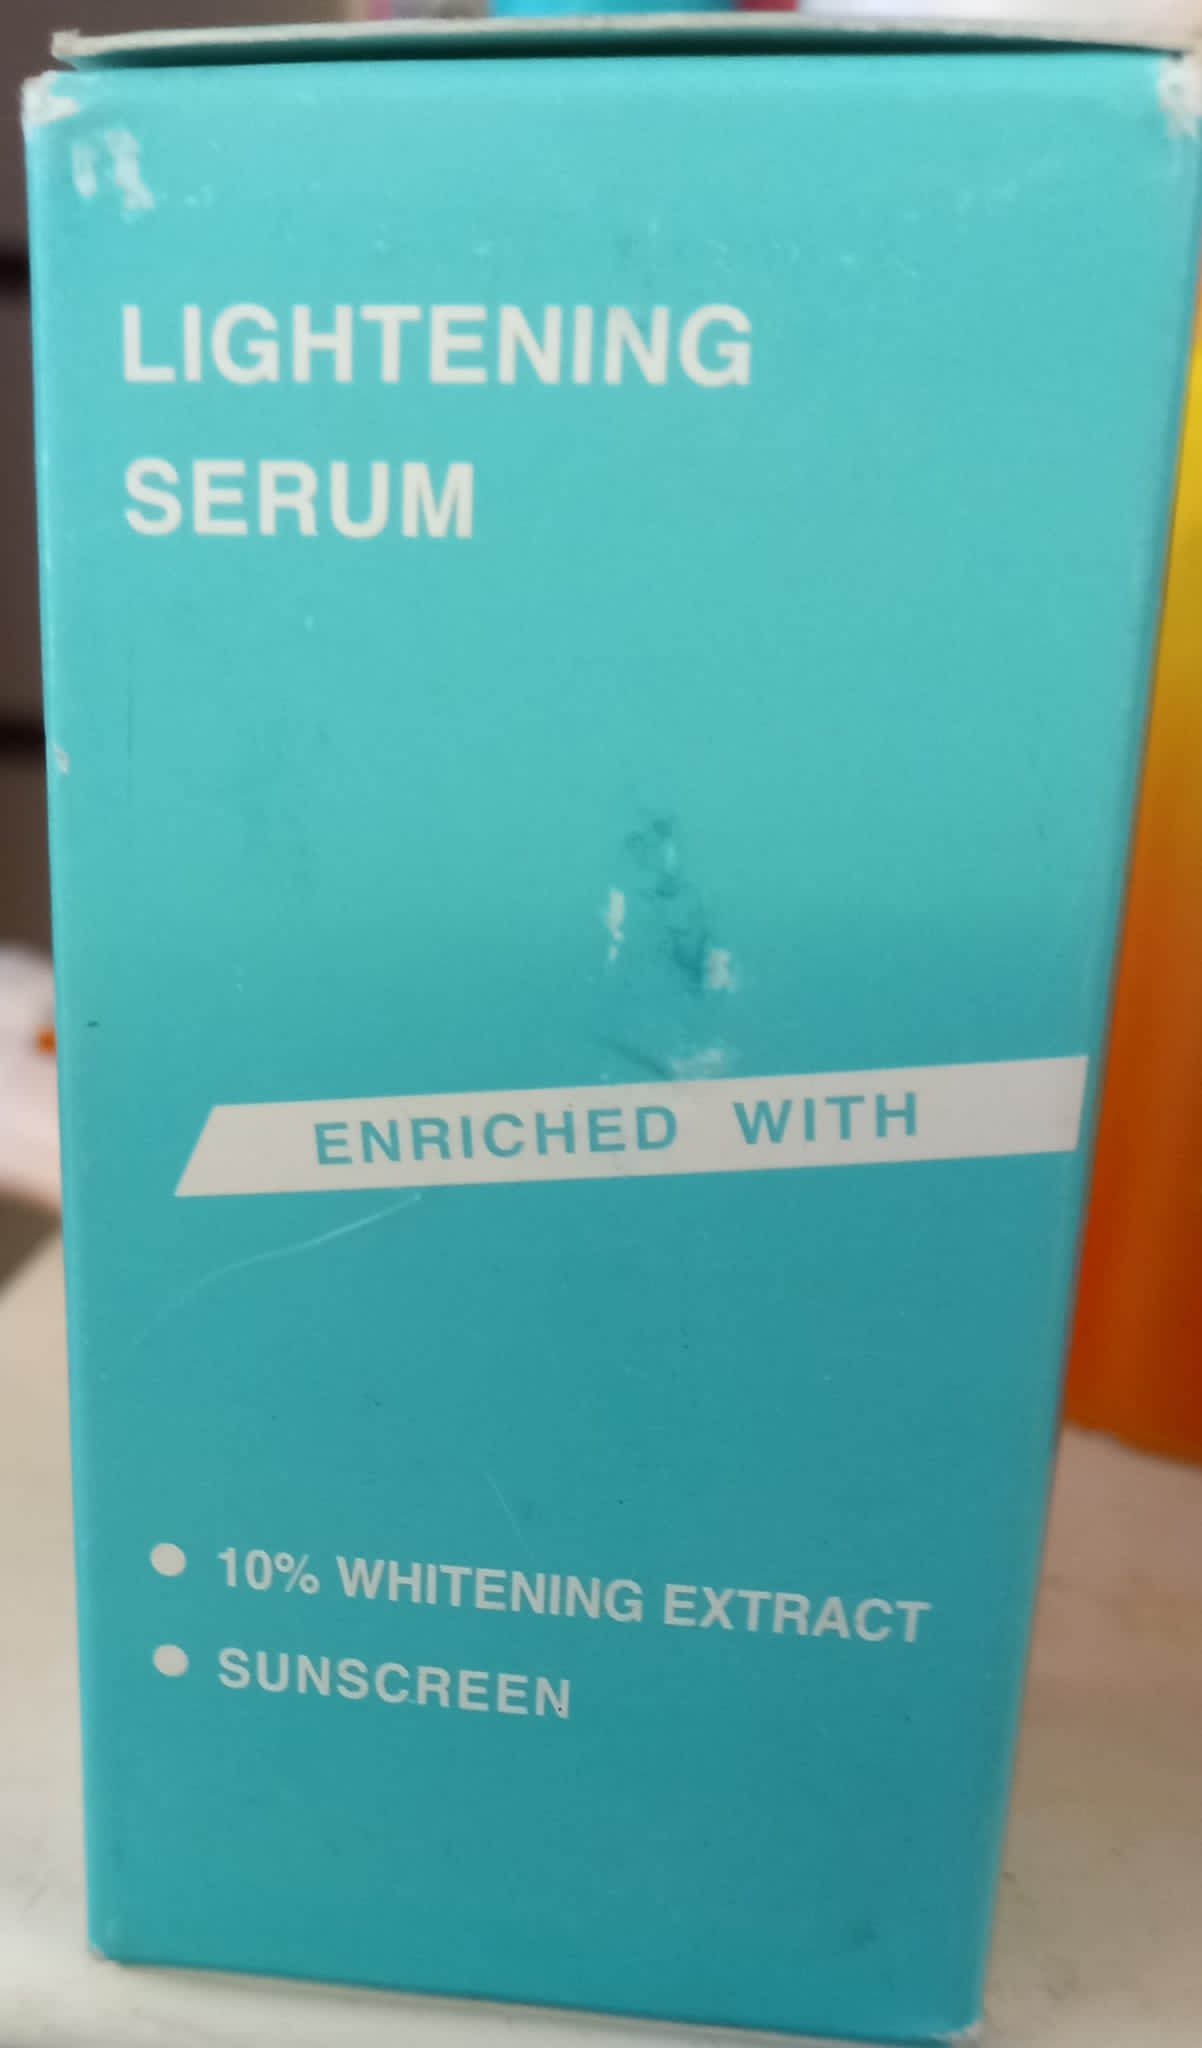 LIGHTENING
SERUM
ENRICHED WITH
● 10% WHITENING EXTRACT
● SUNSCREEN